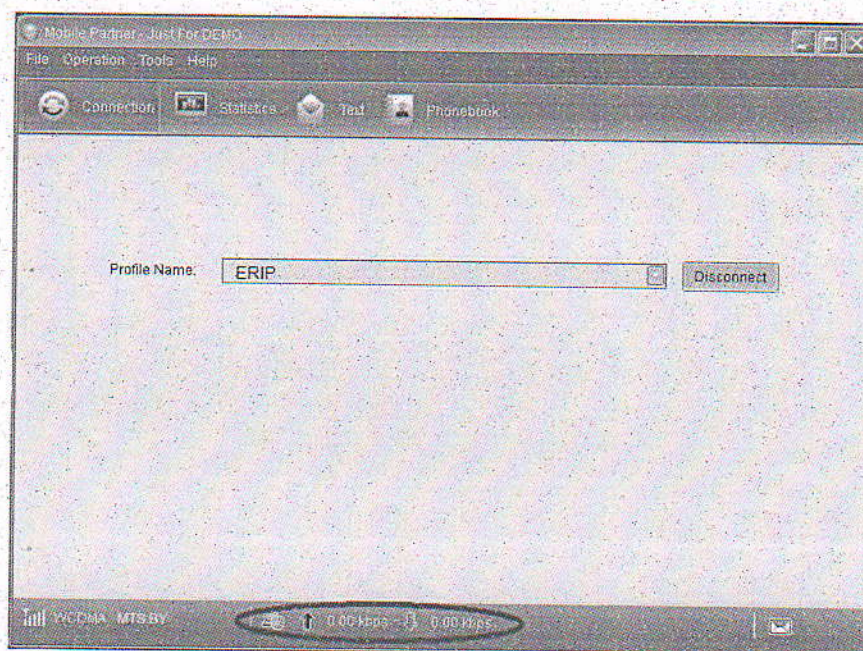 Mobile Partner - Just For DEMO
File Operation Tools Help
Connection Statistics Text Phonebook
Profile Name: ERIP Disconnect
WCDMA MTS BY 0.00 kbps 0.00 kbps